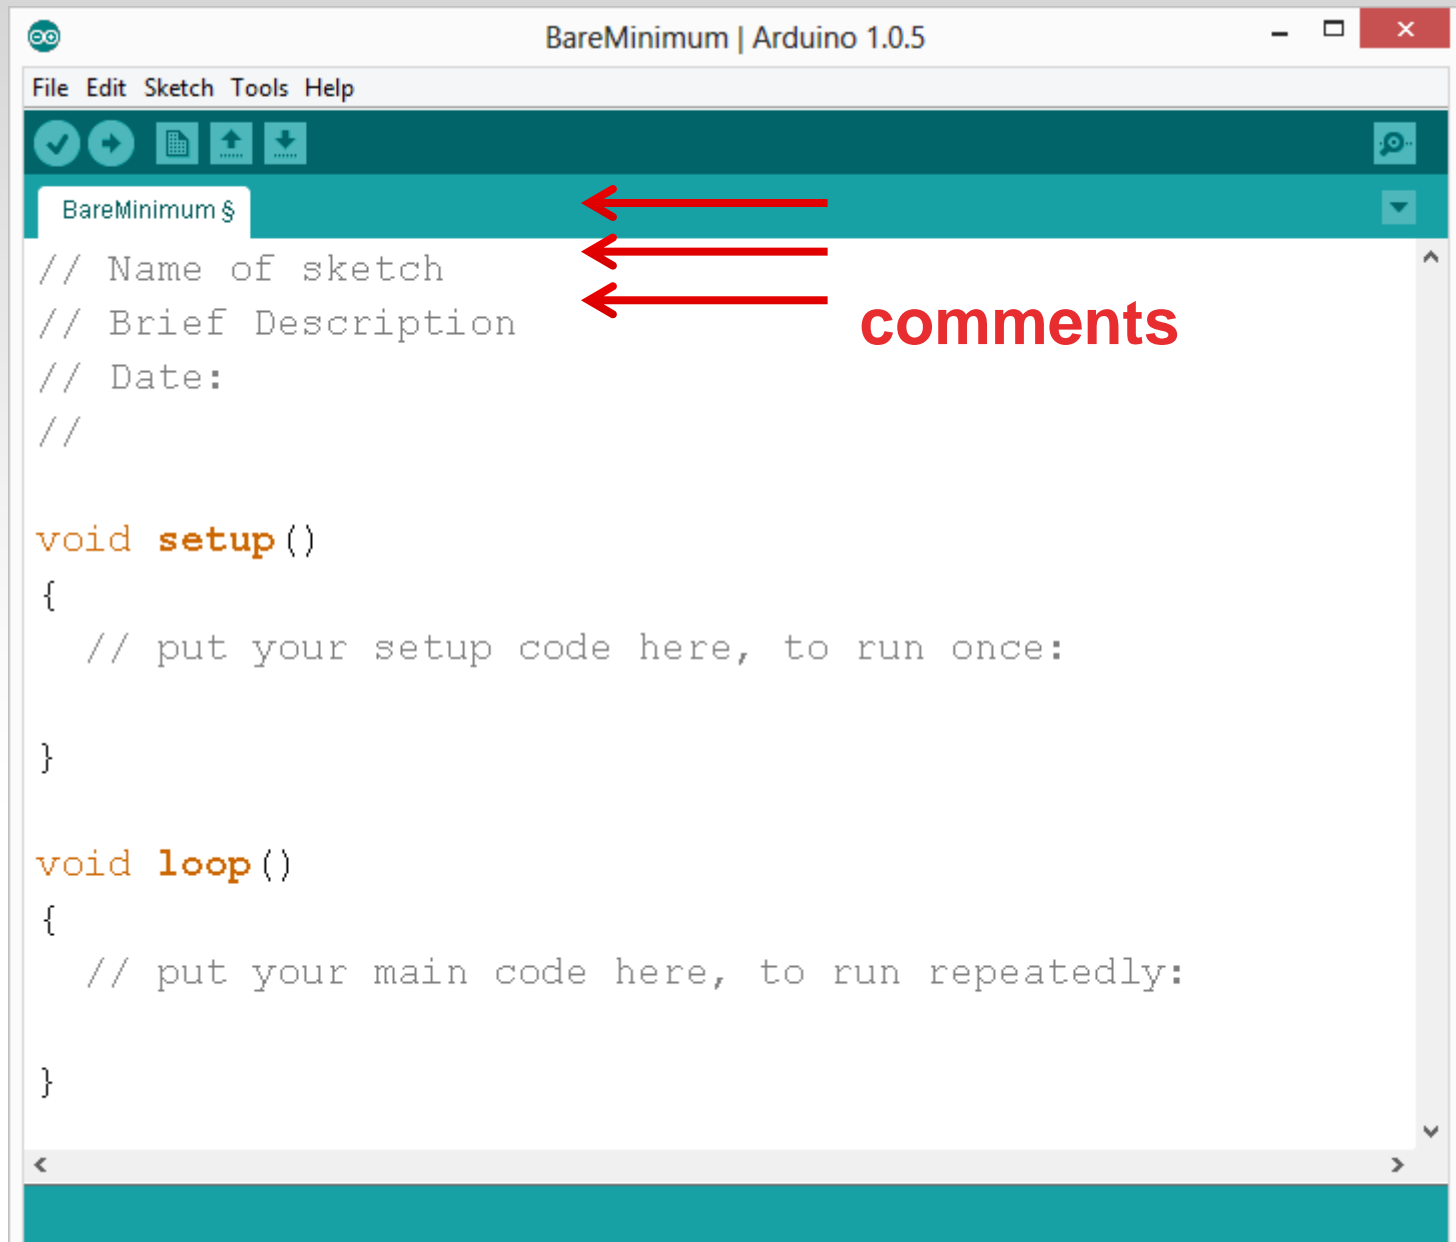 BareMinimum | Arduino 1.0.5
File Edit Sketch Tools Help
BareMinimum §
// Name of sketch
// Brief Description
comments
// Date:
//
void setup()
{
// put your setup code here, to run once:
}
void loop()
{
// put your main code here, to run repeatedly:
}